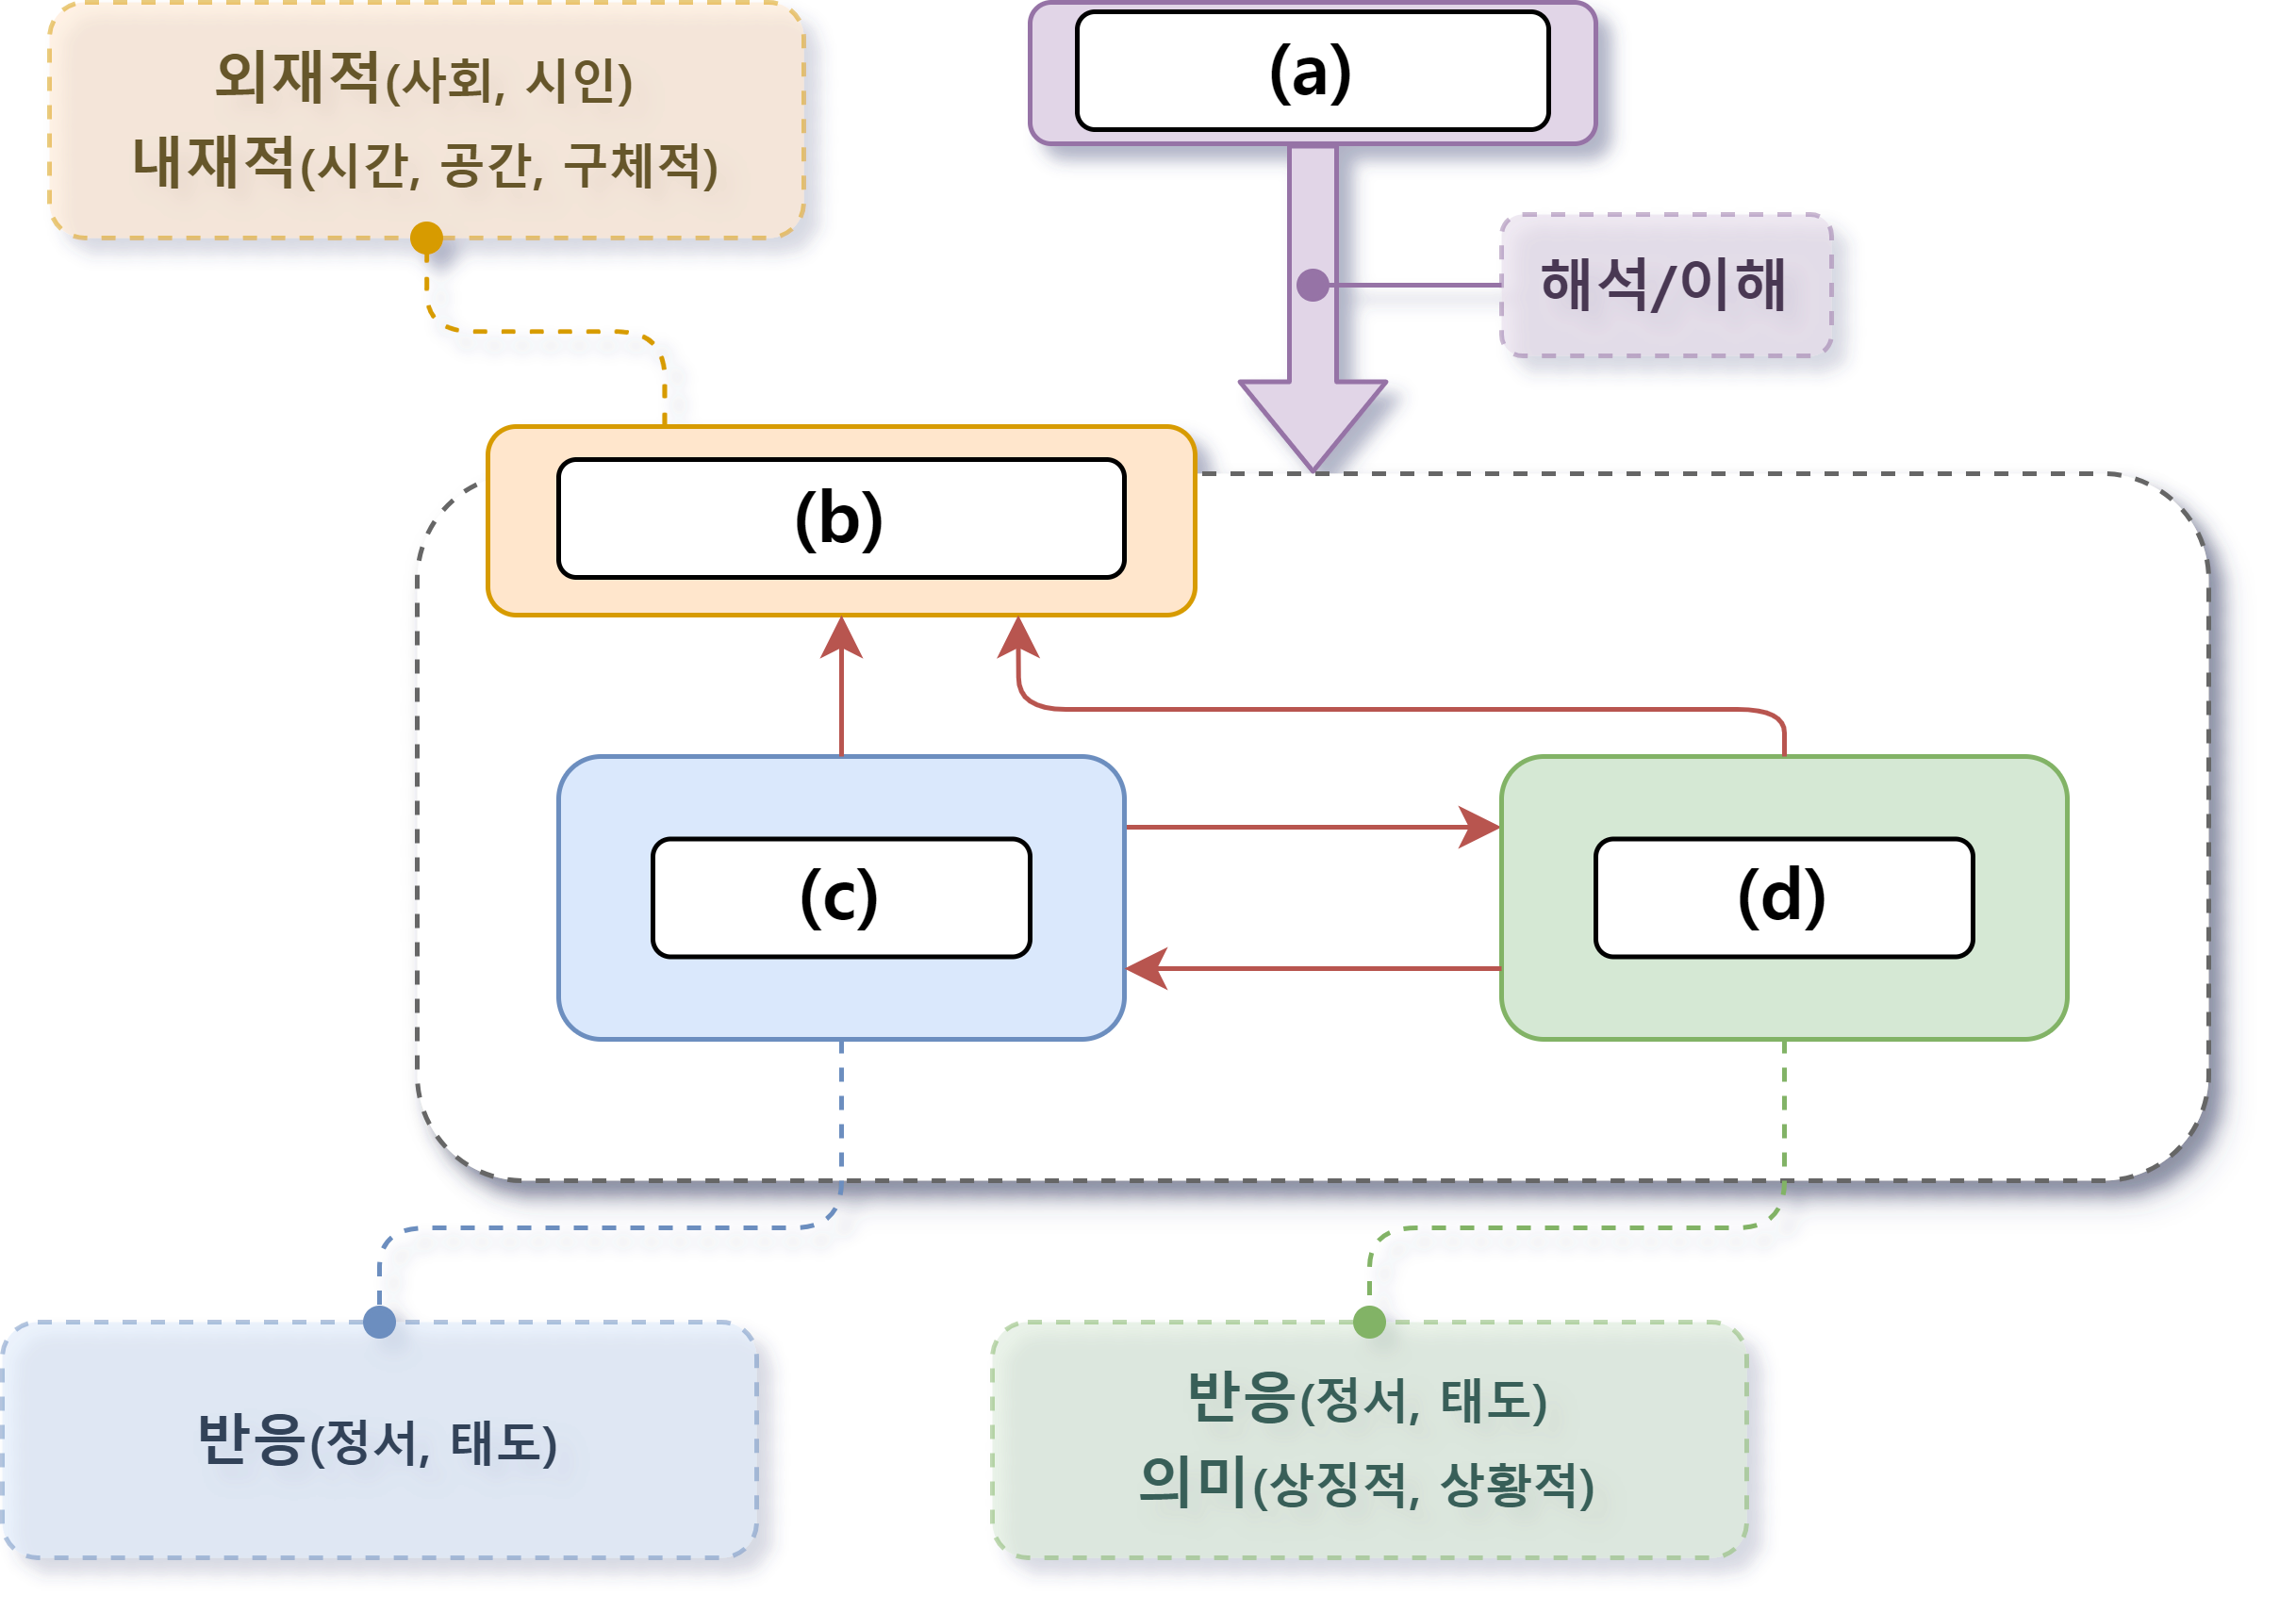 외재적(사회, 시인)
내재적(시간, 공간, 구체적)
(a)
해석/이해
(b)
(c)
(d)
반응(정서, 태도)
반응(정서, 태도)
의미(상징적, 상황적)